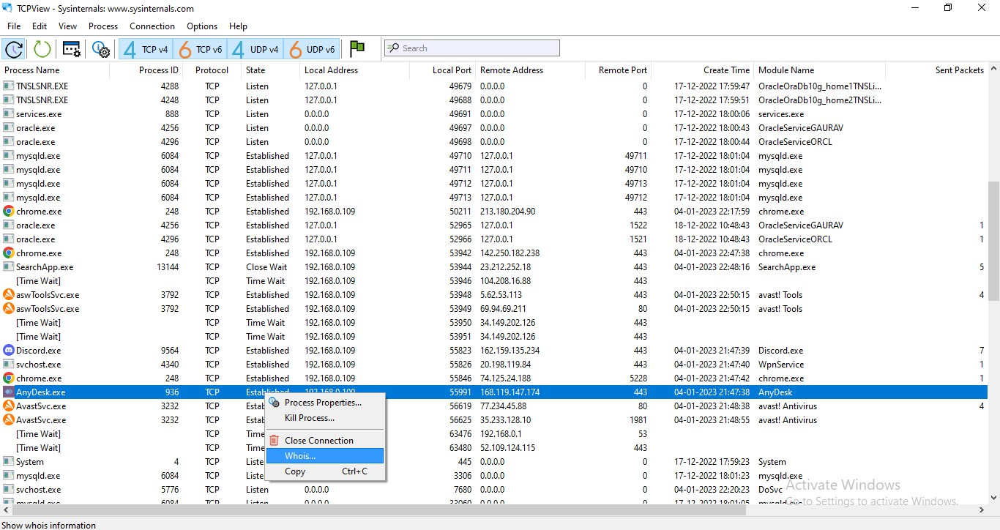 TCPView - Sysinternals: www.sysinternals.com
File Edit View Process Connection Options Help
4 TCP v4 6 TCP v6 4 UDP v4 6 UDP v6 Search
Process Name Process ID Protocol State Local Address Local Port Remote Address Remote Port Create Time Module Name Sent Packets
TNSLSNR.EXE 4288 TCP Listen 127.0.0.1 49679 0.0.0.0 0 17-12-2022 17:59:47 OracleOraDb10g_home1TNSLi...
TNSLSNR.EXE 4248 TCP Listen 127.0.0.1 49688 0.0.0.0 0 17-12-2022 17:59:51 OracleOraDb10g_home2TNSLi...
services.exe 888 TCP Listen 0.0.0.0 49691 0.0.0.0 0 17-12-2022 18:00:06 services.exe
oracle.exe 4256 TCP Listen 0.0.0.0 49697 0.0.0.0 0 17-12-2022 18:00:43 OracleServiceGAURAV
oracle.exe 4296 TCP Listen 0.0.0.0 49698 0.0.0.0 0 17-12-2022 18:00:44 OracleServiceORCL
mysqld.exe 6084 TCP Established 127.0.0.1 49710 127.0.0.1 49711 17-12-2022 18:01:04 mysqld.exe
mysqld.exe 6084 TCP Established 127.0.0.1 49711 127.0.0.1 49710 17-12-2022 18:01:04 mysqld.exe
mysqld.exe 6084 TCP Established 127.0.0.1 49712 127.0.0.1 49713 17-12-2022 18:01:04 mysqld.exe
mysqld.exe 6084 TCP Established 127.0.0.1 49713 127.0.0.1 49712 17-12-2022 18:01:04 mysqld.exe
chrome.exe 248 TCP Established 192.168.0.109 50211 213.180.204.90 443 04-01-2023 22:17:59 chrome.exe
oracle.exe 4256 TCP Established 127.0.0.1 52965 127.0.0.1 1522 18-12-2022 10:48:43 OracleServiceGAURAV 1
oracle.exe 4296 TCP Established 127.0.0.1 52966 127.0.0.1 1521 18-12-2022 10:48:43 OracleServiceORCL 1
chrome.exe 248 TCP Established 192.168.0.109 53942 142.250.182.238 443 04-01-2023 22:47:38 chrome.exe
SearchApp.exe 13144 TCP Close Wait 192.168.0.109 53944 23.212.252.18 443 04-01-2023 22:48:16 SearchApp.exe 5
[Time Wait] TCP Time Wait 192.168.0.109 53946 104.208.16.88 443
aswToolsSvc.exe 3792 TCP Established 192.168.0.109 53948 5.62.53.113 443 04-01-2023 22:50:15 avast! Tools 4
aswToolsSvc.exe 3792 TCP Established 192.168.0.109 53949 69.94.69.211 80 04-01-2023 22:50:15 avast! Tools
[Time Wait] TCP Time Wait 192.168.0.109 53950 34.149.202.126 443
[Time Wait] TCP Time Wait 192.168.0.109 53951 34.149.202.126 443
Discord.exe 9564 TCP Established 192.168.0.109 55823 162.159.135.234 443 04-01-2023 21:47:39 Discord.exe 7
svchost.exe 4340 TCP Established 192.168.0.109 55826 20.198.119.84 443 04-01-2023 21:47:40 WpnService 1
chrome.exe 248 TCP Established 192.168.0.109 55846 74.125.24.188 5228 04-01-2023 21:47:42 chrome.exe 1
AnyDesk.exe 936 TCP Established 192.168.0.109 55991 168.119.147.174 443 04-01-2023 21:47:38 AnyDesk
AvastSvc.exe 3232 TCP Estab 56619 77.234.45.88 80 04-01-2023 21:48:38 avast! Antivirus 4
AvastSvc.exe 3232 TCP Estab 56625 35.233.128.10 1981 04-01-2023 21:48:55 avast! Antivirus
[Time Wait] TCP Time 63476 192.168.0.1 53
[Time Wait] TCP Time 63480 52.109.124.115 443
System 4 TCP Liste 445 0.0.0.0 0 17-12-2022 17:59:23 System
mysqld.exe 6084 TCP Liste 3306 0.0.0.0 0 17-12-2022 18:01:23 mysqld.exe
svchost.exe 5776 TCP Listen 0.0.0.0 7680 0.0.0.0 0 04-01-2023 22:20:23 DoSvc
mysqld.exe 6084 TCP Listen 0.0.0.0 33060 0.0.0.0 0 17-12-2022 18:01:05 mysqld.exe
Process Properties...
Kill Process...
Close Connection
Whois...
Copy Ctrl+C
Activate Windows
Go to Settings to activate Windows.
Show whois information